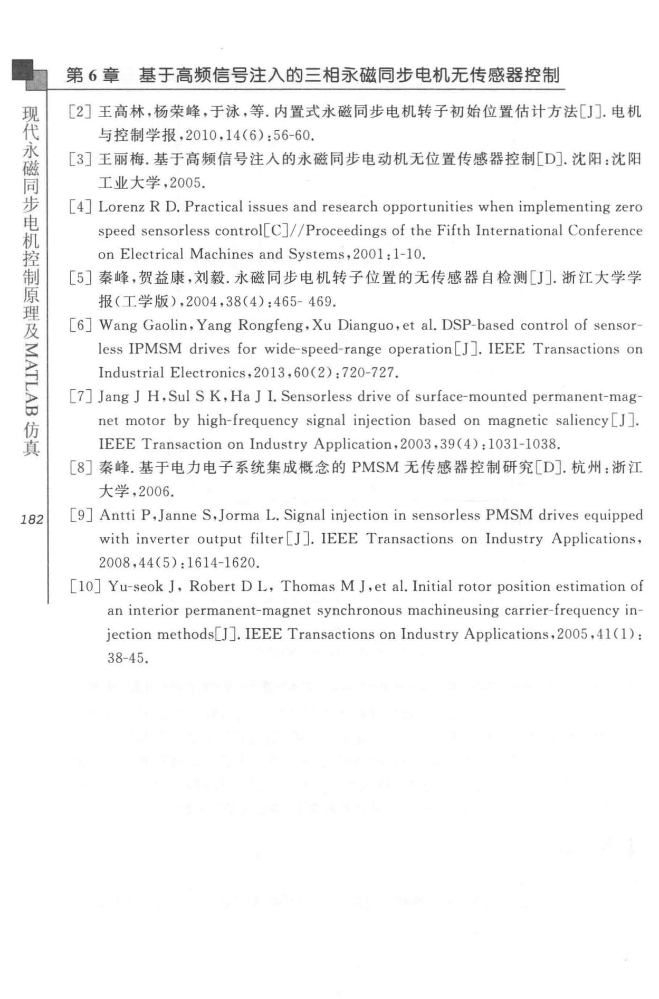 第 6 章　基于高频信号注入的三相永磁同步电机无传感器控制
[2] 王高林,杨荣峰,于泳,等. 内置式永磁同步电机转子初始位置估计方法[J]. 电机
与控制学报,2010,14(6):56-60.
[3] 王丽梅. 基于高频信号注入的永磁同步电动机无位置传感器控制[D]. 沈阳:沈阳
工业大学,2005.
[4] Lorenz R D. Practical issues and research opportunities when implementing zero
speed sensorless control[C]//Proceedings of the Fifth International Conference
on Electrical Machines and Systems,2001:1-10.
[5] 秦峰,贺益康,刘毅. 永磁同步电机转子位置的无传感器自检测[J]. 浙江大学学
报(工学版),2004,38(4):465- 469.
[6] Wang Gaolin,Yang Rongfeng,Xu Dianguo,et al. DSP-based control of sensor-
less IPMSM drives for wide-speed-range operation[J]. IEEE Transactions on
Industrial Electronics,2013,60(2):720-727.
[7] Jang J H,Sul S K,Ha J I. Sensorless drive of surface-mounted permanent-mag-
net motor by high-frequency signal injection based on magnetic saliency[J].
IEEE Transaction on Industry Application,2003,39(4):1031-1038.
[8] 秦峰. 基于电力电子系统集成概念的 PMSM 无传感器控制研究[D]. 杭州:浙江
大学,2006.
[9] Antti P,Janne S,Jorma L. Signal injection in sensorless PMSM drives equipped
with inverter output filter[J]. IEEE Transactions on Industry Applications,
2008,44(5):1614-1620.
[10] Yu-seok J, Robert D L, Thomas M J,et al. Initial rotor position estimation of
an interior permanent-magnet synchronous machineusing carrier-frequency in-
jection methods[J]. IEEE Transactions on Industry Applications,2005,41(1):
38-45.
现代永磁同步电机控制原理及MATLAB仿真
182